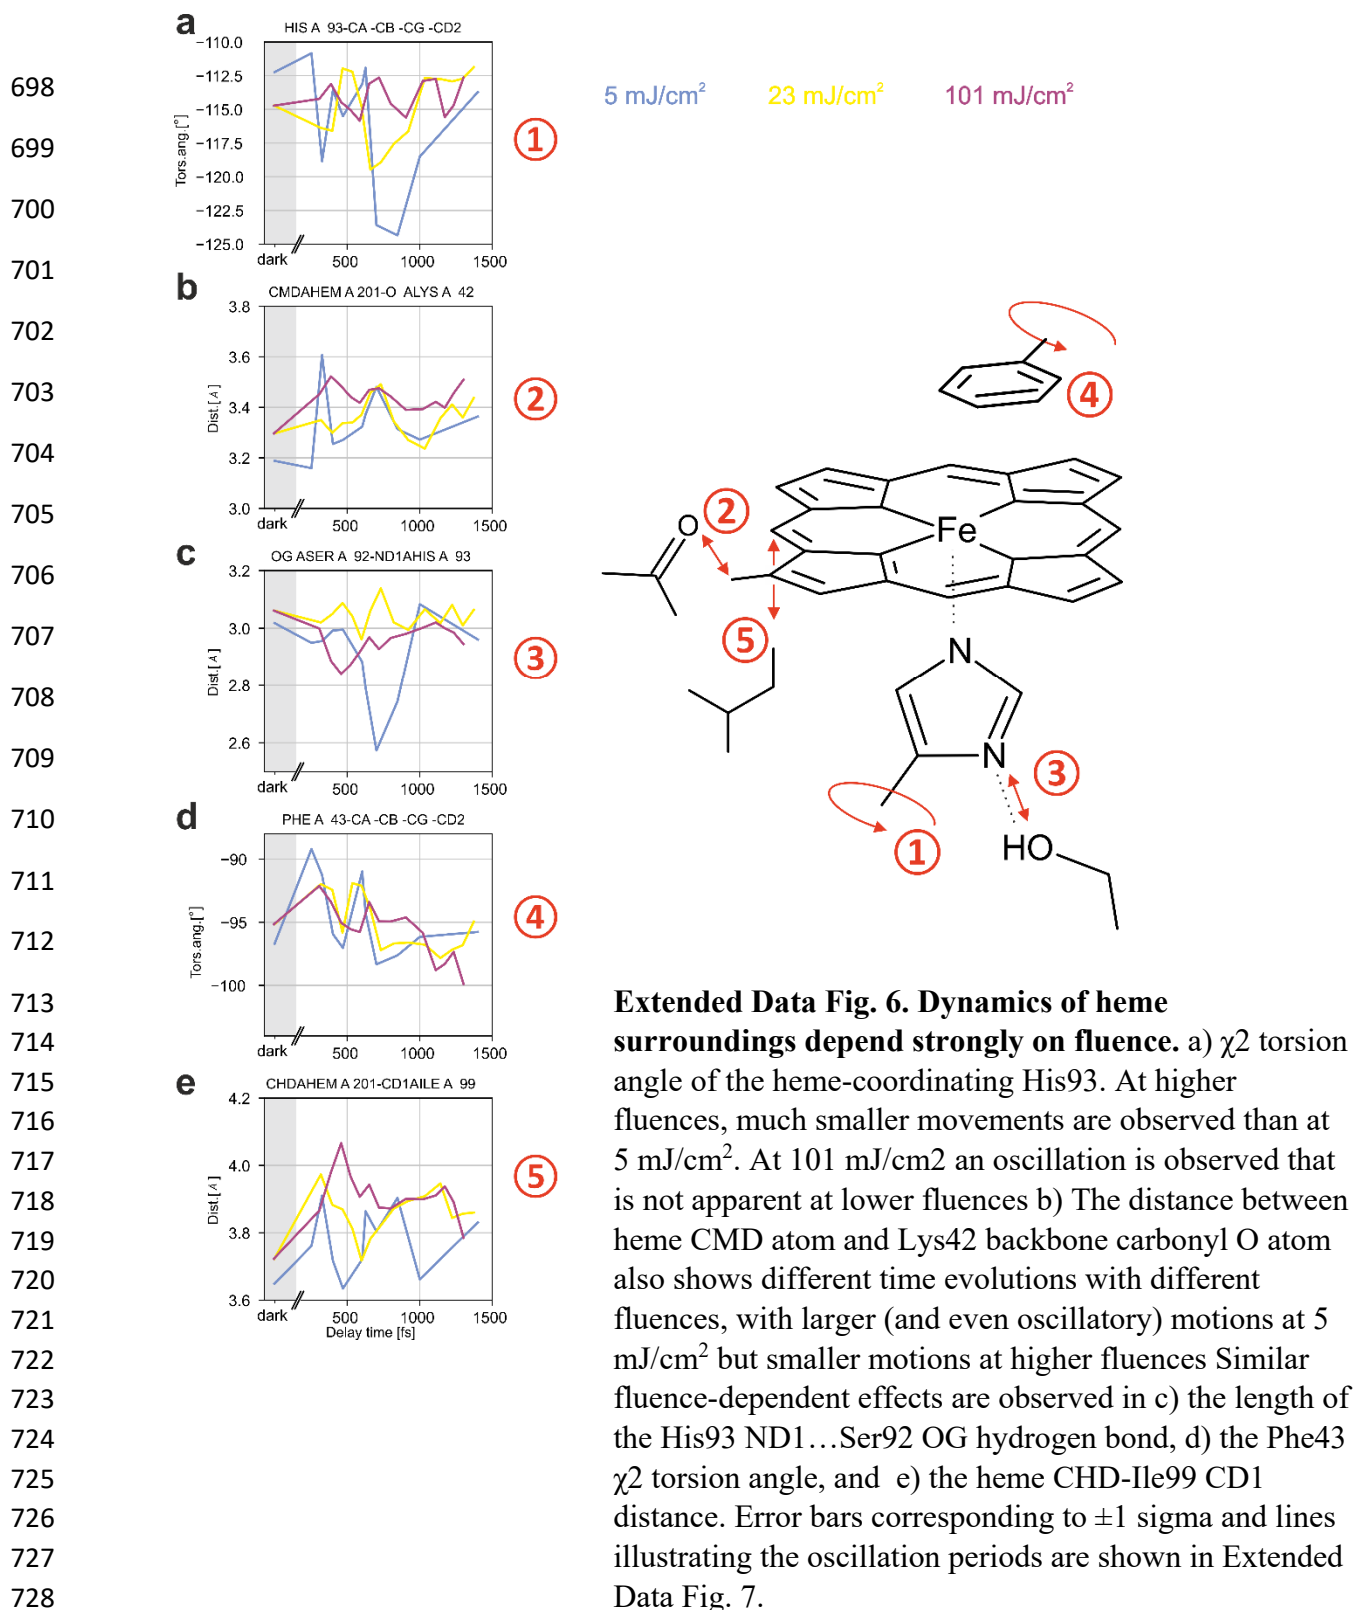 a
HIS A 93-CA -CB -CG -CD2
−110.0
−112.5
−115.0
−117.5
−120.0
−122.5
−125.0
Tors.ang.[°]
dark 500 1000 1500
①
5 mJ/cm² 23 mJ/cm² 101 mJ/cm²
b
CMDAHEM A 201-O ALYS A 42
3.8
3.6
3.4
3.2
3.0
Dist.[Å]
dark 500 1000 1500
②
c
OG ASER A 92-ND1AHIS A 93
3.2
3.0
2.8
2.6
Dist.[Å]
dark 500 1000 1500
③
d
PHE A 43-CA -CB -CG -CD2
−90
−95
−100
Tors.ang.[°]
dark 500 1000 1500
④
e
CHDAHEM A 201-CD1AILE A 99
4.2
4.0
3.8
3.6
Dist.[Å]
dark 500 1000 1500
Delay time [fs]
⑤
④
O ②
Fe
⑤
N
N ③
①
HO
698
699
700
701
702
703
704
705
706
707
708
709
710
711
712
713 Extended Data Fig. 6. Dynamics of heme
714 surroundings depend strongly on fluence. a) χ2 torsion
715 angle of the heme-coordinating His93. At higher
716 fluences, much smaller movements are observed than at
717 5 mJ/cm². At 101 mJ/cm2 an oscillation is observed that
718 is not apparent at lower fluences b) The distance between
719 heme CMD atom and Lys42 backbone carbonyl O atom
720 also shows different time evolutions with different
721 fluences, with larger (and even oscillatory) motions at 5
722 mJ/cm² but smaller motions at higher fluences Similar
723 fluence-dependent effects are observed in c) the length of
724 the His93 ND1…Ser92 OG hydrogen bond, d) the Phe43
725 χ2 torsion angle, and e) the heme CHD-Ile99 CD1
726 distance. Error bars corresponding to ±1 sigma and lines
727 illustrating the oscillation periods are shown in Extended
728 Data Fig. 7.